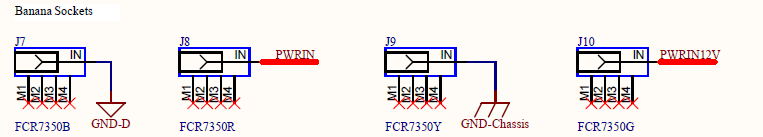 Banana Sockets
J7
IN
M1
M2
M3
M4
GND-D
FCR7350B
J8
IN
PWRIN
M1
M2
M3
M4
FCR7350R
J9
IN
M1
M2
M3
M4
GND-Chassis
FCR7350Y
J10
IN
PWRIN12V
M1
M2
M3
M4
FCR7350G